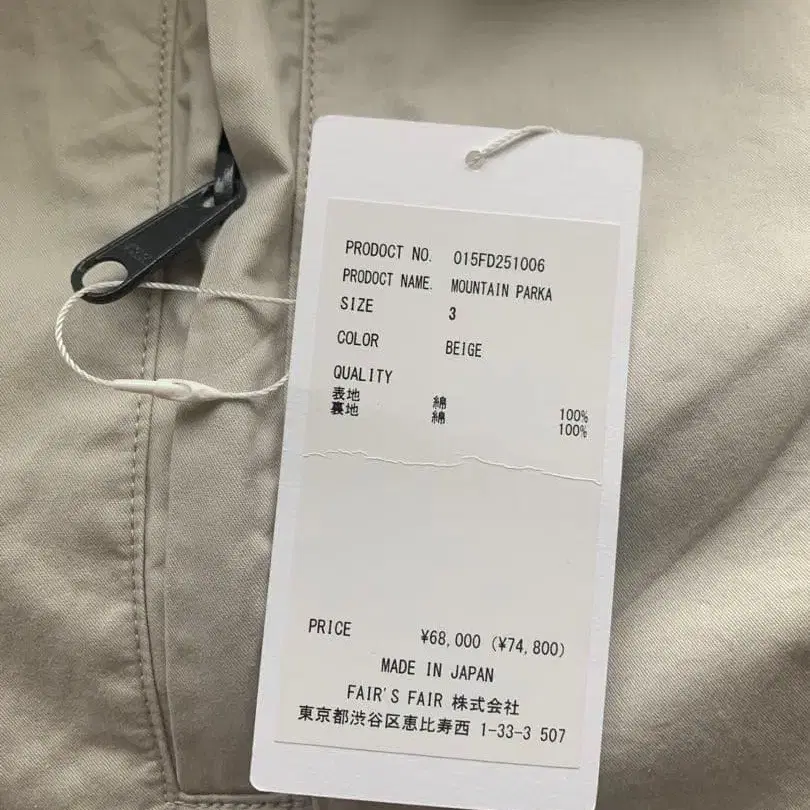 PRODOCT NO. 015FD251006
PRODOCT NAME. MOUNTAIN PARKA
SIZE 3
COLOR BEIGE
QUALITY
表地 綿 100%
裏地 綿 100%
PRICE ¥68,000 (¥74,800)
MADE IN JAPAN
FAIR'S FAIR 株式会社
東京都渋谷区恵比寿西 1-33-3 507